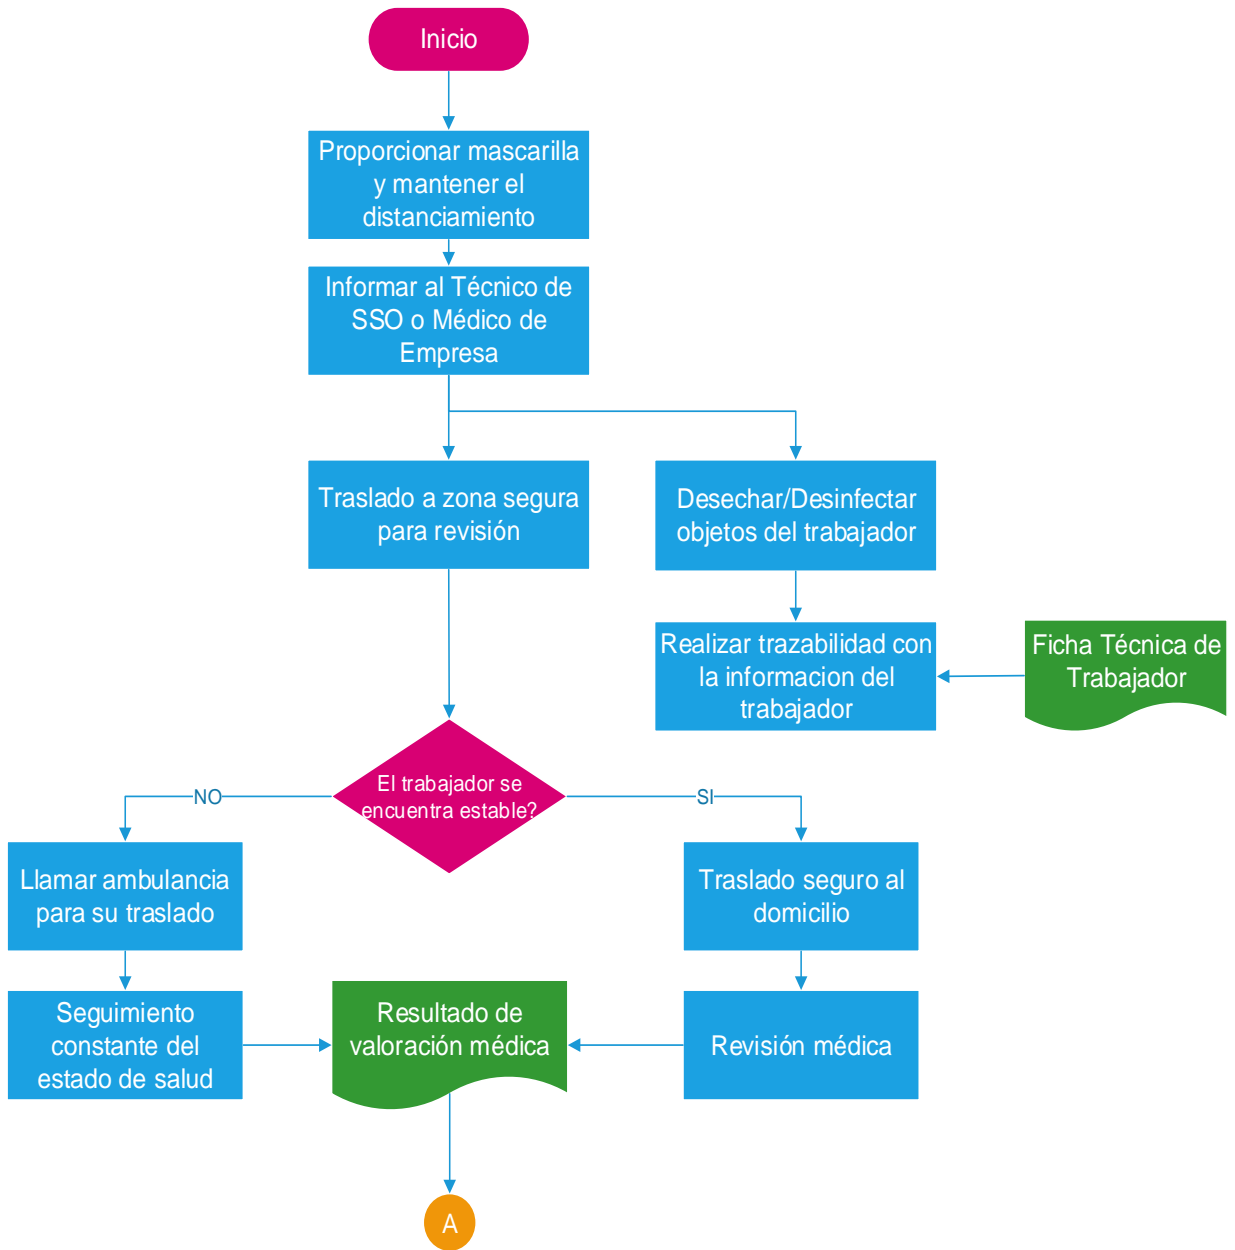 Inicio
Proporcionar mascarilla
y mantener el
distanciamiento
Informar al Técnico de
SSO o Médico de
Empresa
Traslado a zona segura
para revisión
Desechar/Desinfectar
objetos del trabajador
Realizar trazabilidad con
la informacion del
trabajador
Ficha Técnica de
Trabajador
El trabajador se
encuentra estable?
NO
SI
Llamar ambulancia
para su traslado
Traslado seguro al
domicilio
Seguimiento
constante del
estado de salud
Resultado de
valoración médica
Revisión médica
A